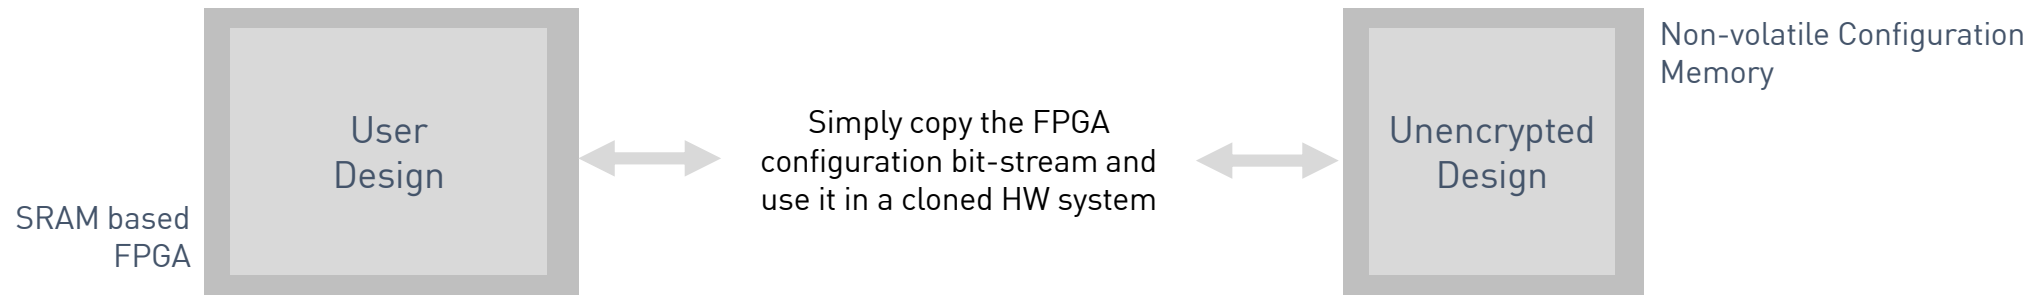 SRAM based
FPGA
User
Design
Simply copy the FPGA
configuration bit-stream and
use it in a cloned HW system
Unencrypted
Design
Non-volatile Configuration
Memory